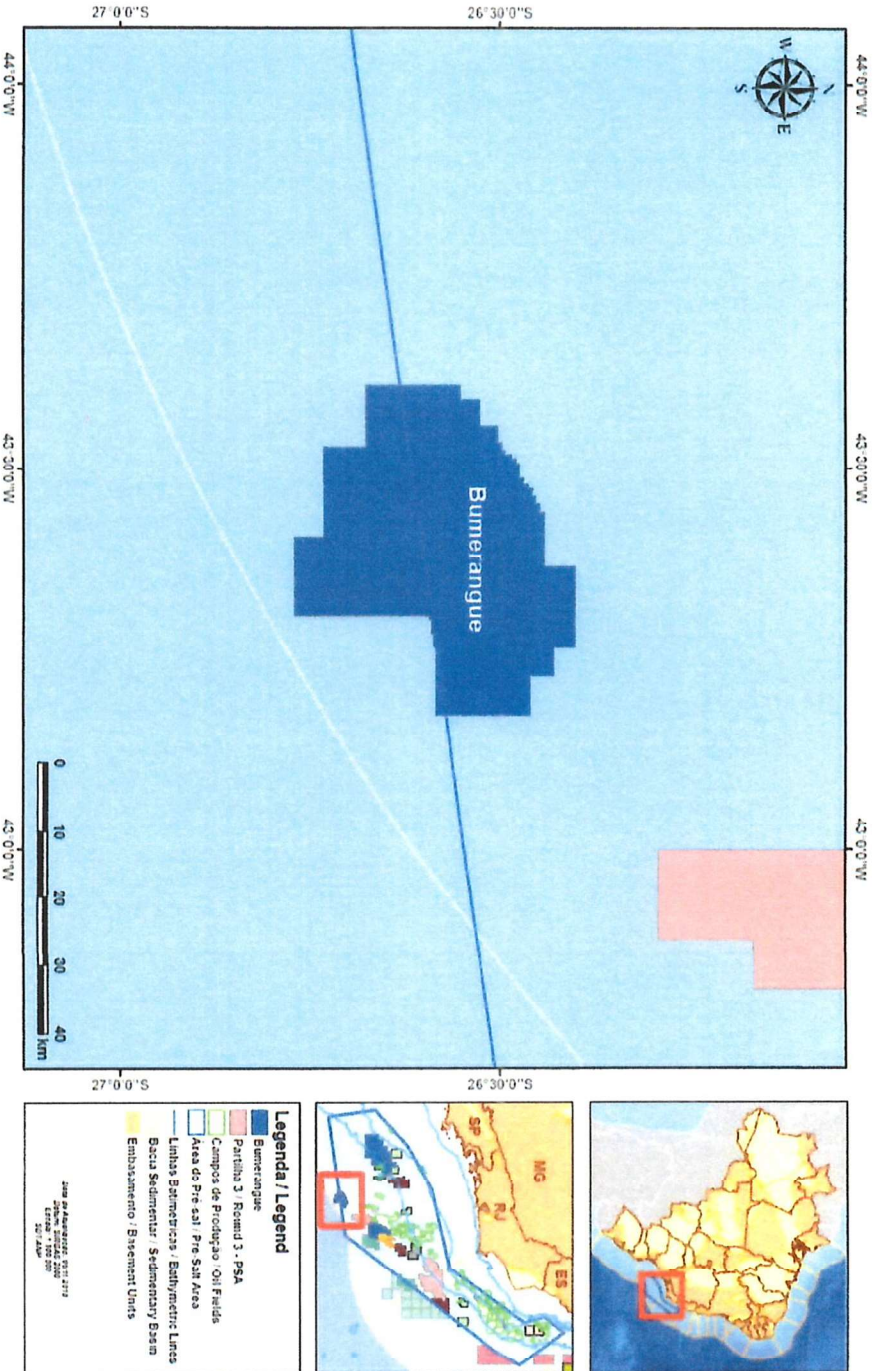 44°0'0"W
43°30'0"W
43°0'0"W
N
W
E
S
26°30'0"S
26°30'0"S
27°0'0"S
27°0'0"S
Bumerangue
0 10 20 30 40
km
44°0'0"W
43°30'0"W
43°0'0"W
MG
ES
RJ
SP
Legenda / Legend
Bumerangue
Partilha 3 / Round 3 - PSA
Campos de Produção / Oil Fields
Área do Pré-sal / Pre-Salt Area
Linhas Batimétricas / Bathymetric Lines
Bacia Sedimentar / Sedimentary Basin
Embasamento / Basement Units